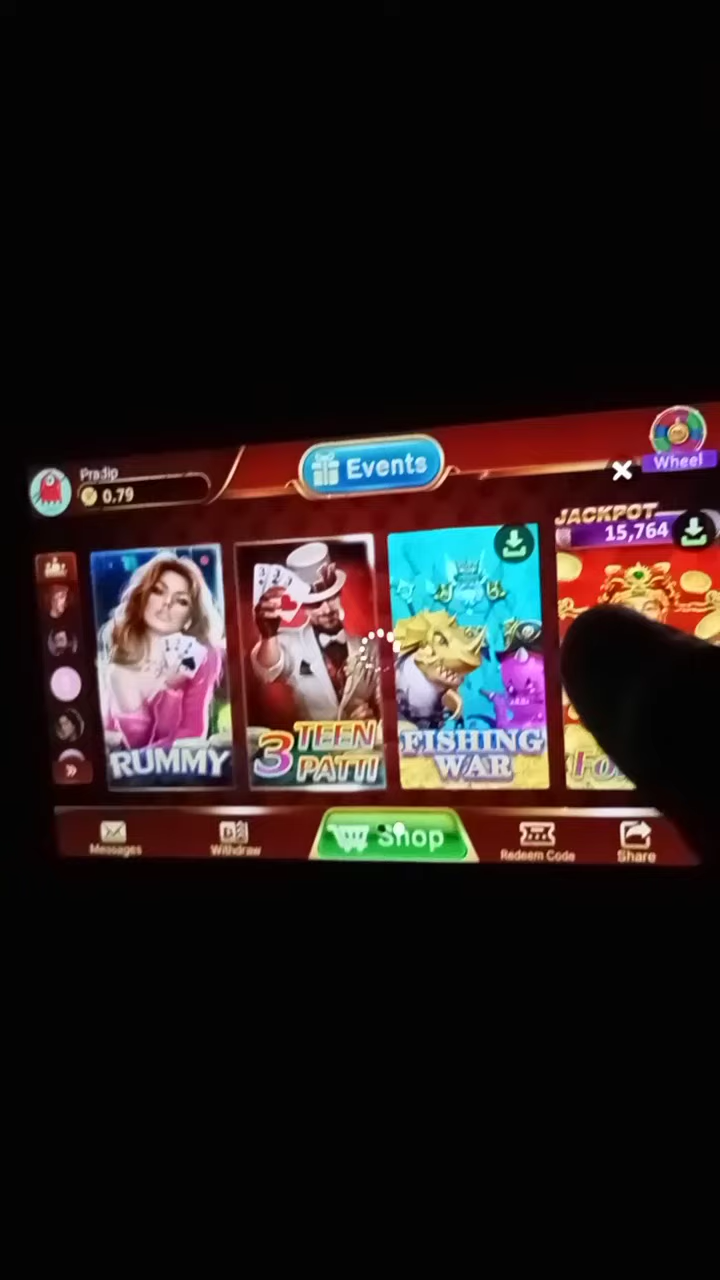 Pradip
0.79
Events
Wheel
JACKPOT
15,764
RUMMY
3 TEEN
PATTI
FISHING
WAR
Fo
Messages
Withdraw
Shop
Redeem Code
Share